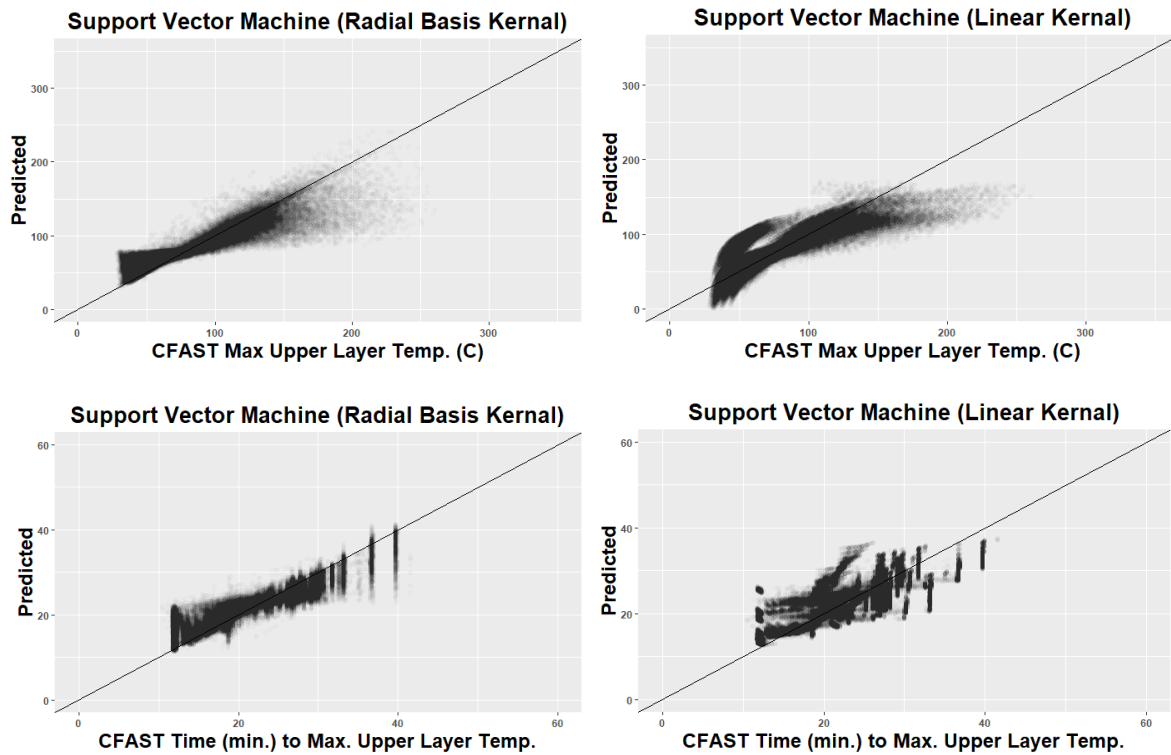 Support Vector Machine (Radial Basis Kernal)
300
200
100
0
Predicted
0
100
200
300
CFAST Max Upper Layer Temp. (C)
Support Vector Machine (Linear Kernal)
300
200
100
0
Predicted
0
100
200
300
CFAST Max Upper Layer Temp. (C)
Support Vector Machine (Radial Basis Kernal)
60
40
20
0
Predicted
0
20
40
60
CFAST Time (min.) to Max. Upper Layer Temp.
Support Vector Machine (Linear Kernal)
60
40
20
0
Predicted
0
20
40
60
CFAST Time (min.) to Max. Upper Layer Temp.